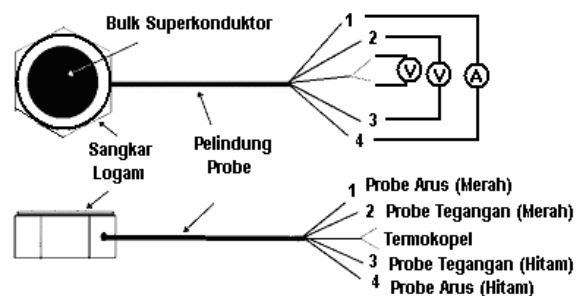 Bulk Superkonduktor
1
2
V
V
A
3
4
Sangkar
Logam
Pelindung
Probe
1 Probe Arus (Merah)
2 Probe Tegangan (Merah)
Termokopel
3 Probe Tegangan (Hitam)
4 Probe Arus (Hitam)